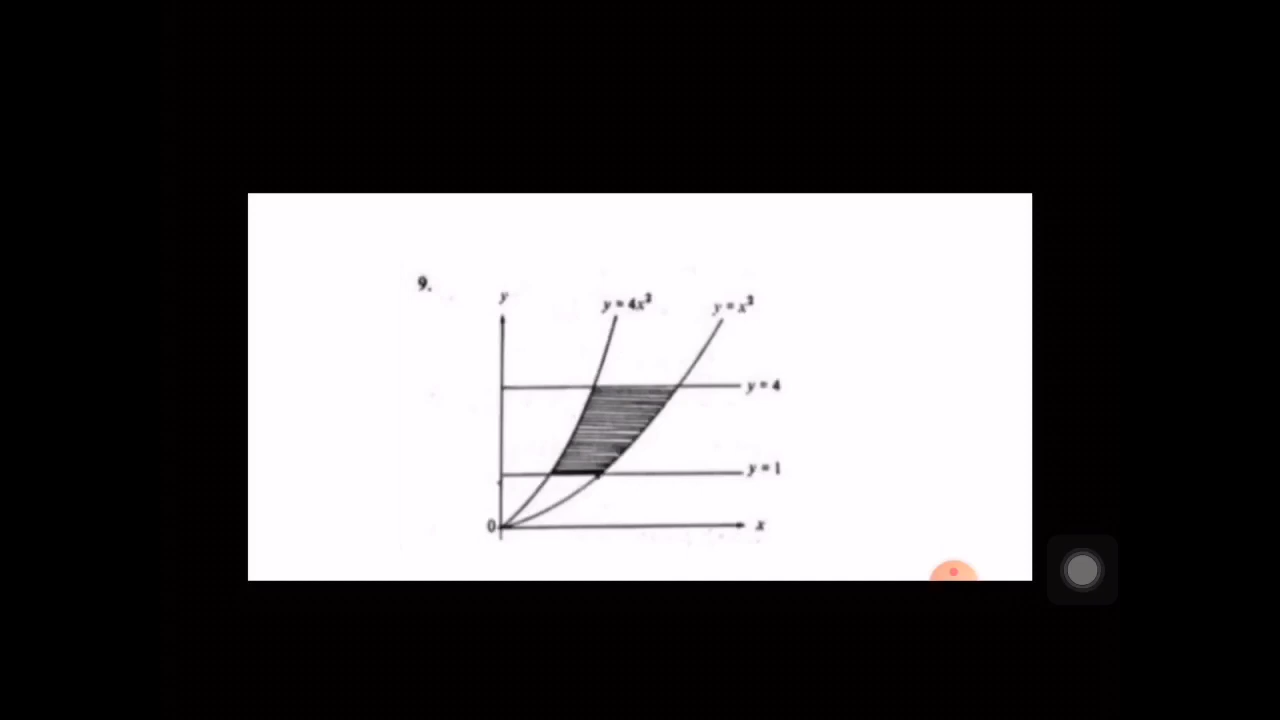 9.
y
y = 4x²
y = x²
y = 4
y = 1
0
x